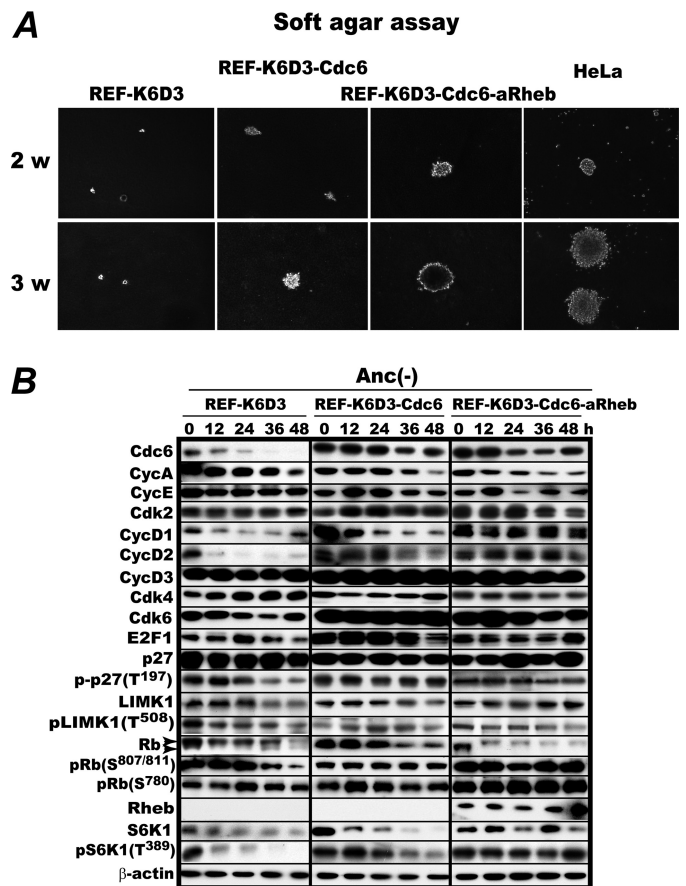 A
Soft agar assay
REF-K6D3-Cdc6
HeLa
REF-K6D3
REF-K6D3-Cdc6-aRheb
2 w
3 w
B
Anc(-)
REF-K6D3 REF-K6D3-Cdc6 REF-K6D3-Cdc6-aRheb
0 12 24 36 48 0 12 24 36 48 0 12 24 36 48 h
Cdc6
CycA
CycE
Cdk2
CycD1
CycD2
CycD3
Cdk4
Cdk6
E2F1
p27
p-p27(T197)
LIMK1
pLIMK1(T508)
Rb
pRb(S807/811)
pRb(S780)
Rheb
S6K1
pS6K1(T389)
β-actin